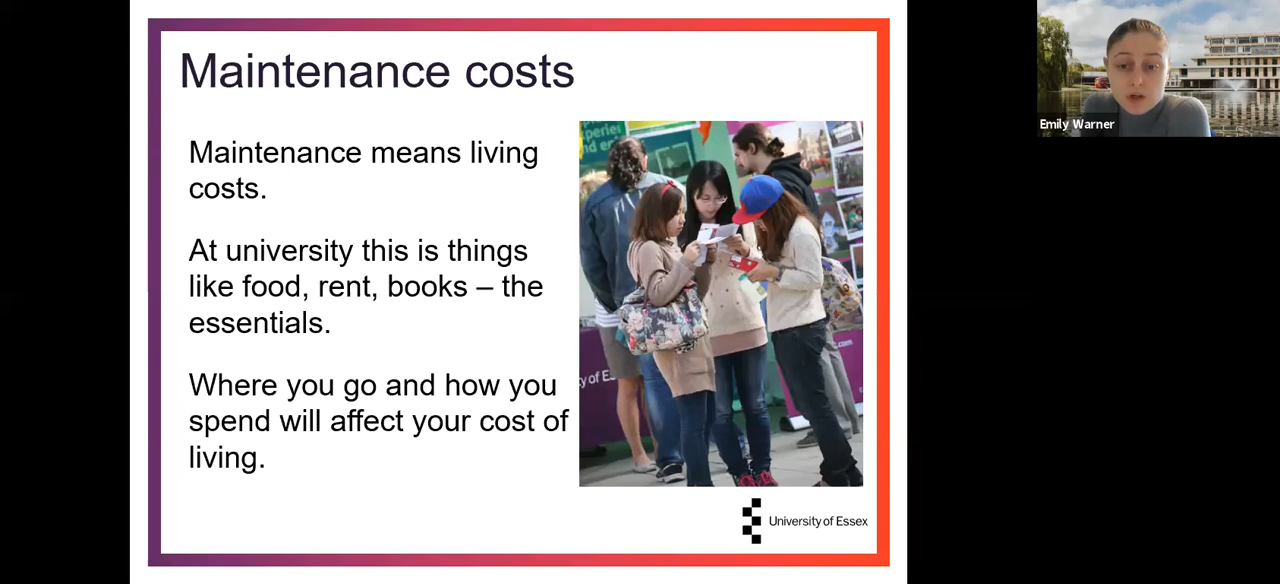 Maintenance costs
Maintenance means living
costs.
At university this is things
like food, rent, books – the
essentials.
Where you go and how you
spend will affect your cost of
living.
University of Essex
Emily Warner